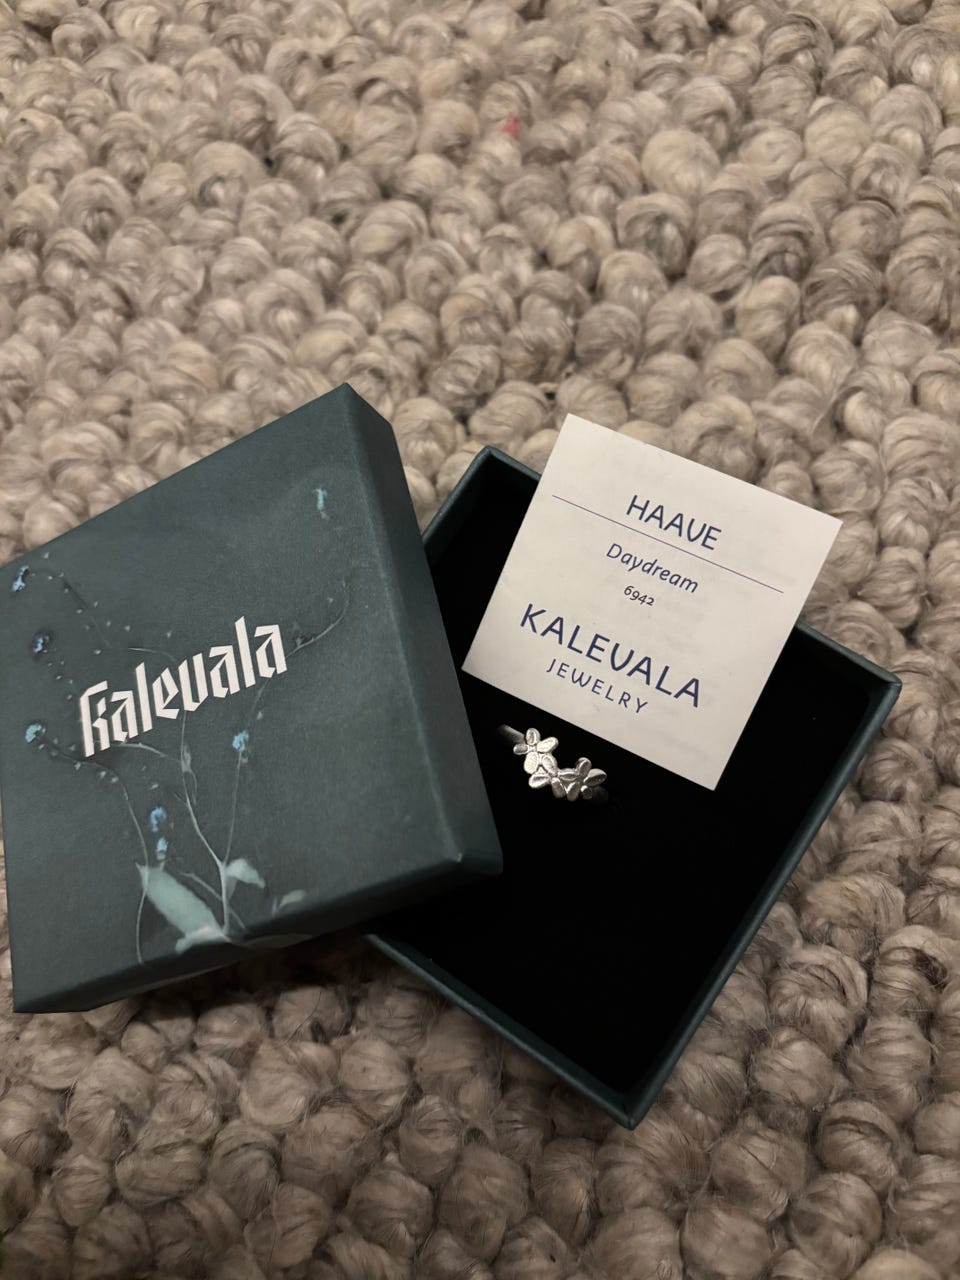 Kalevala
HAAVE
Daydream
6942
KALEVALA
JEWELRY